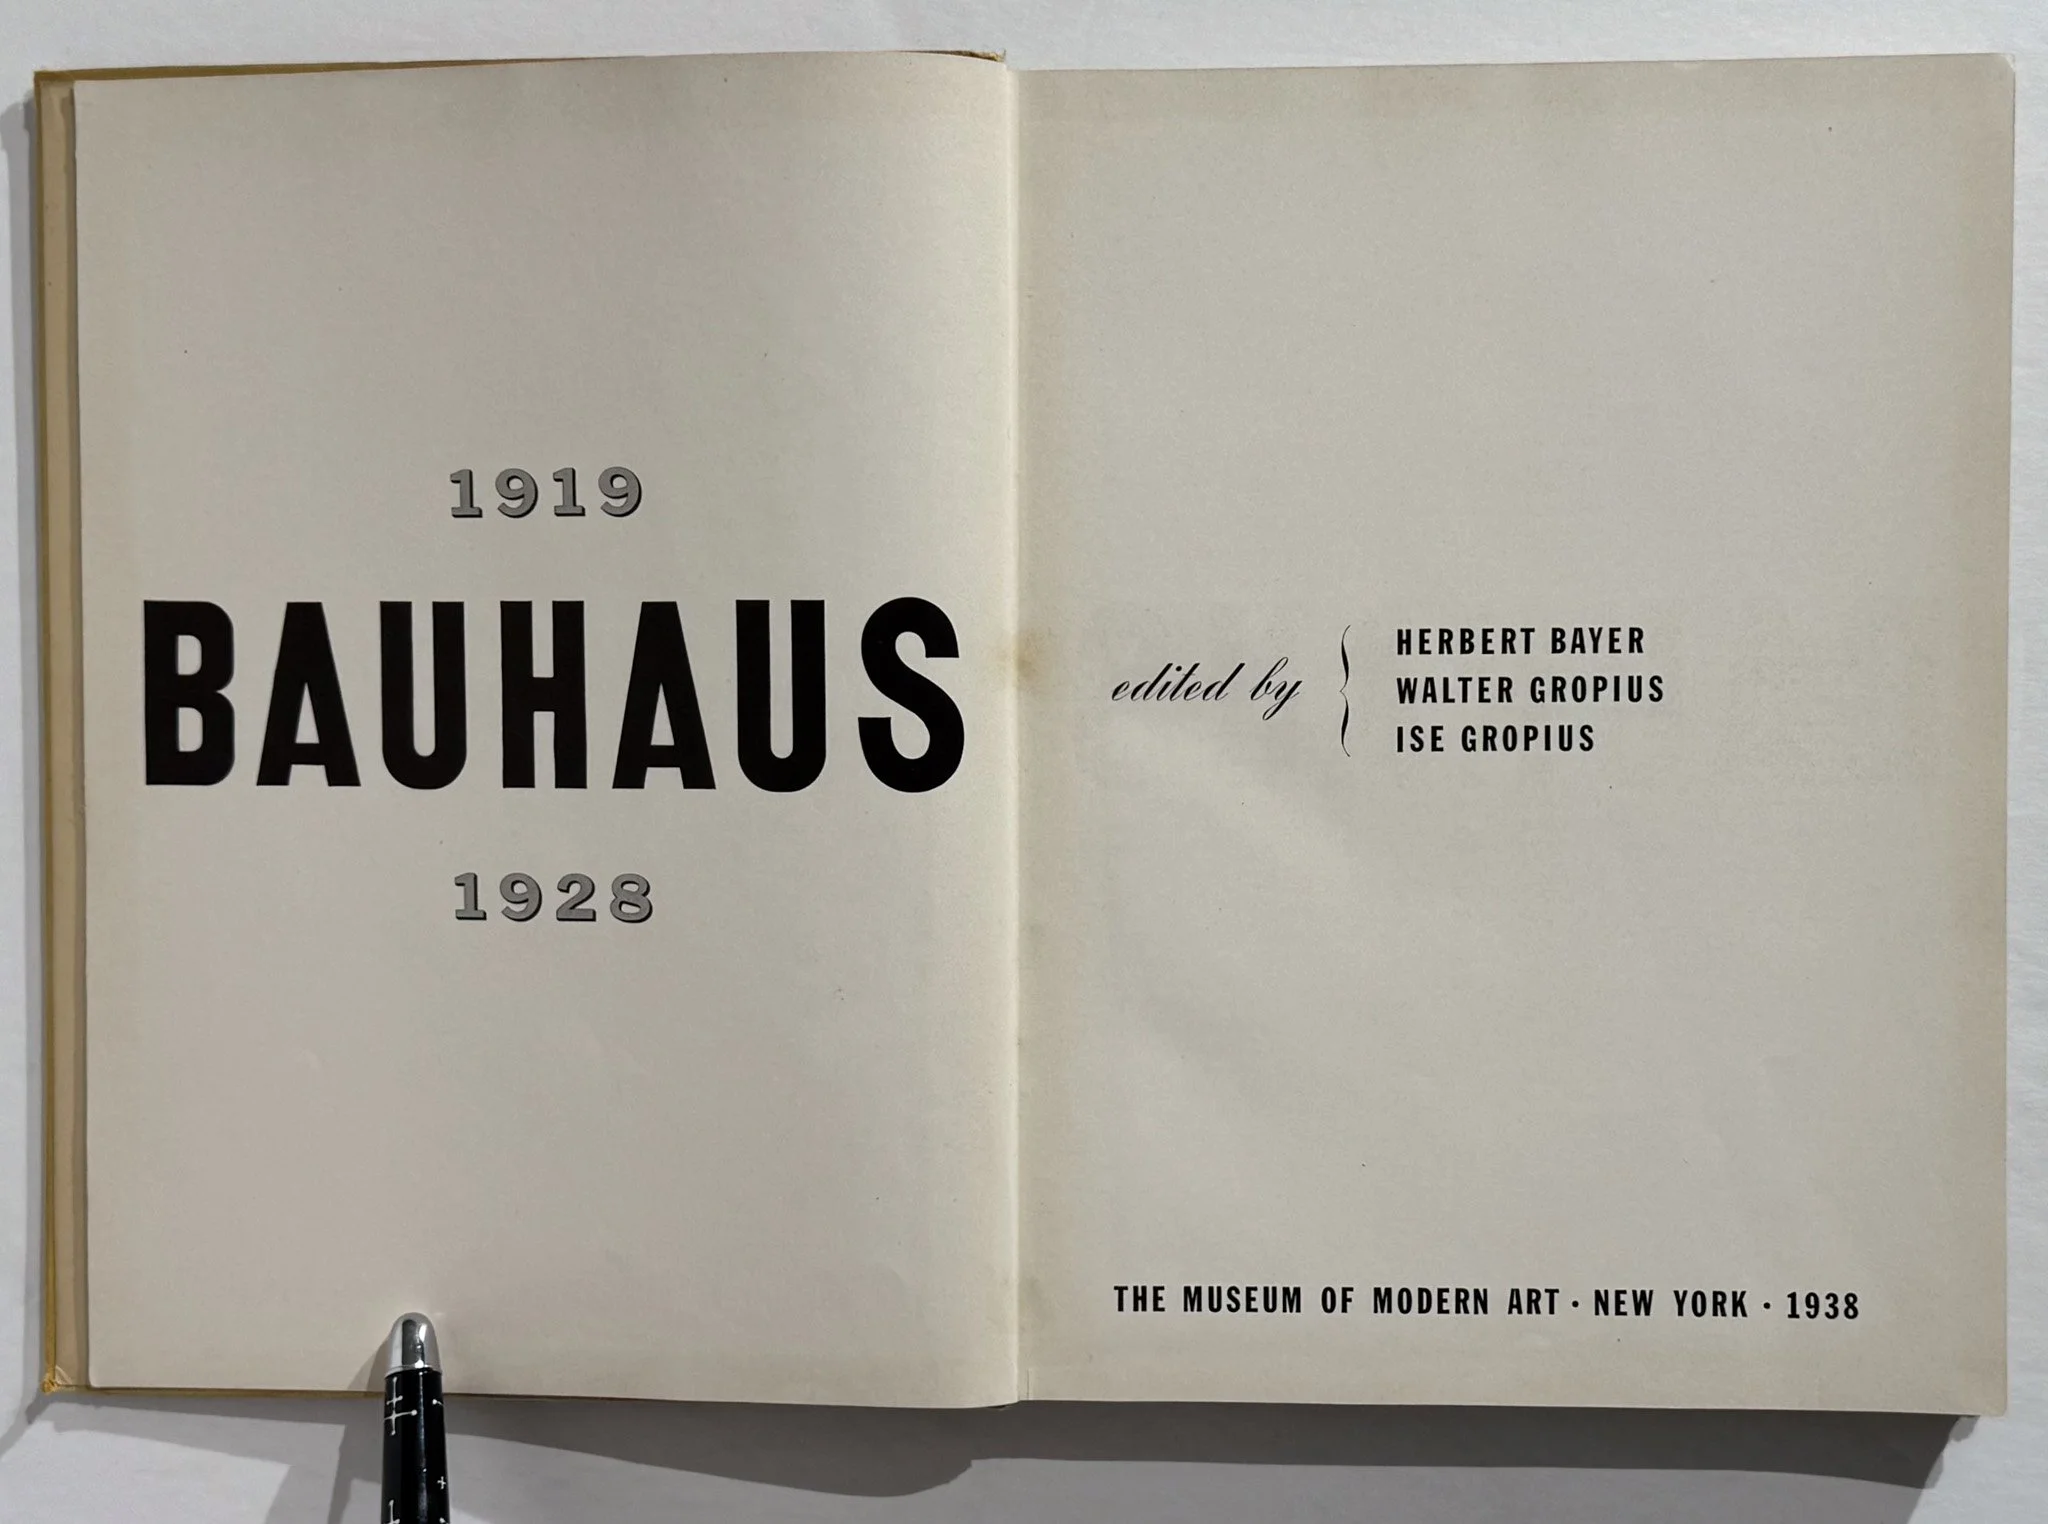 1919
BAUHAUS
1928
edited by
HERBERT BAYER
WALTER GROPIUS
ISE GROPIUS
THE MUSEUM OF MODERN ART · NEW YORK · 1938